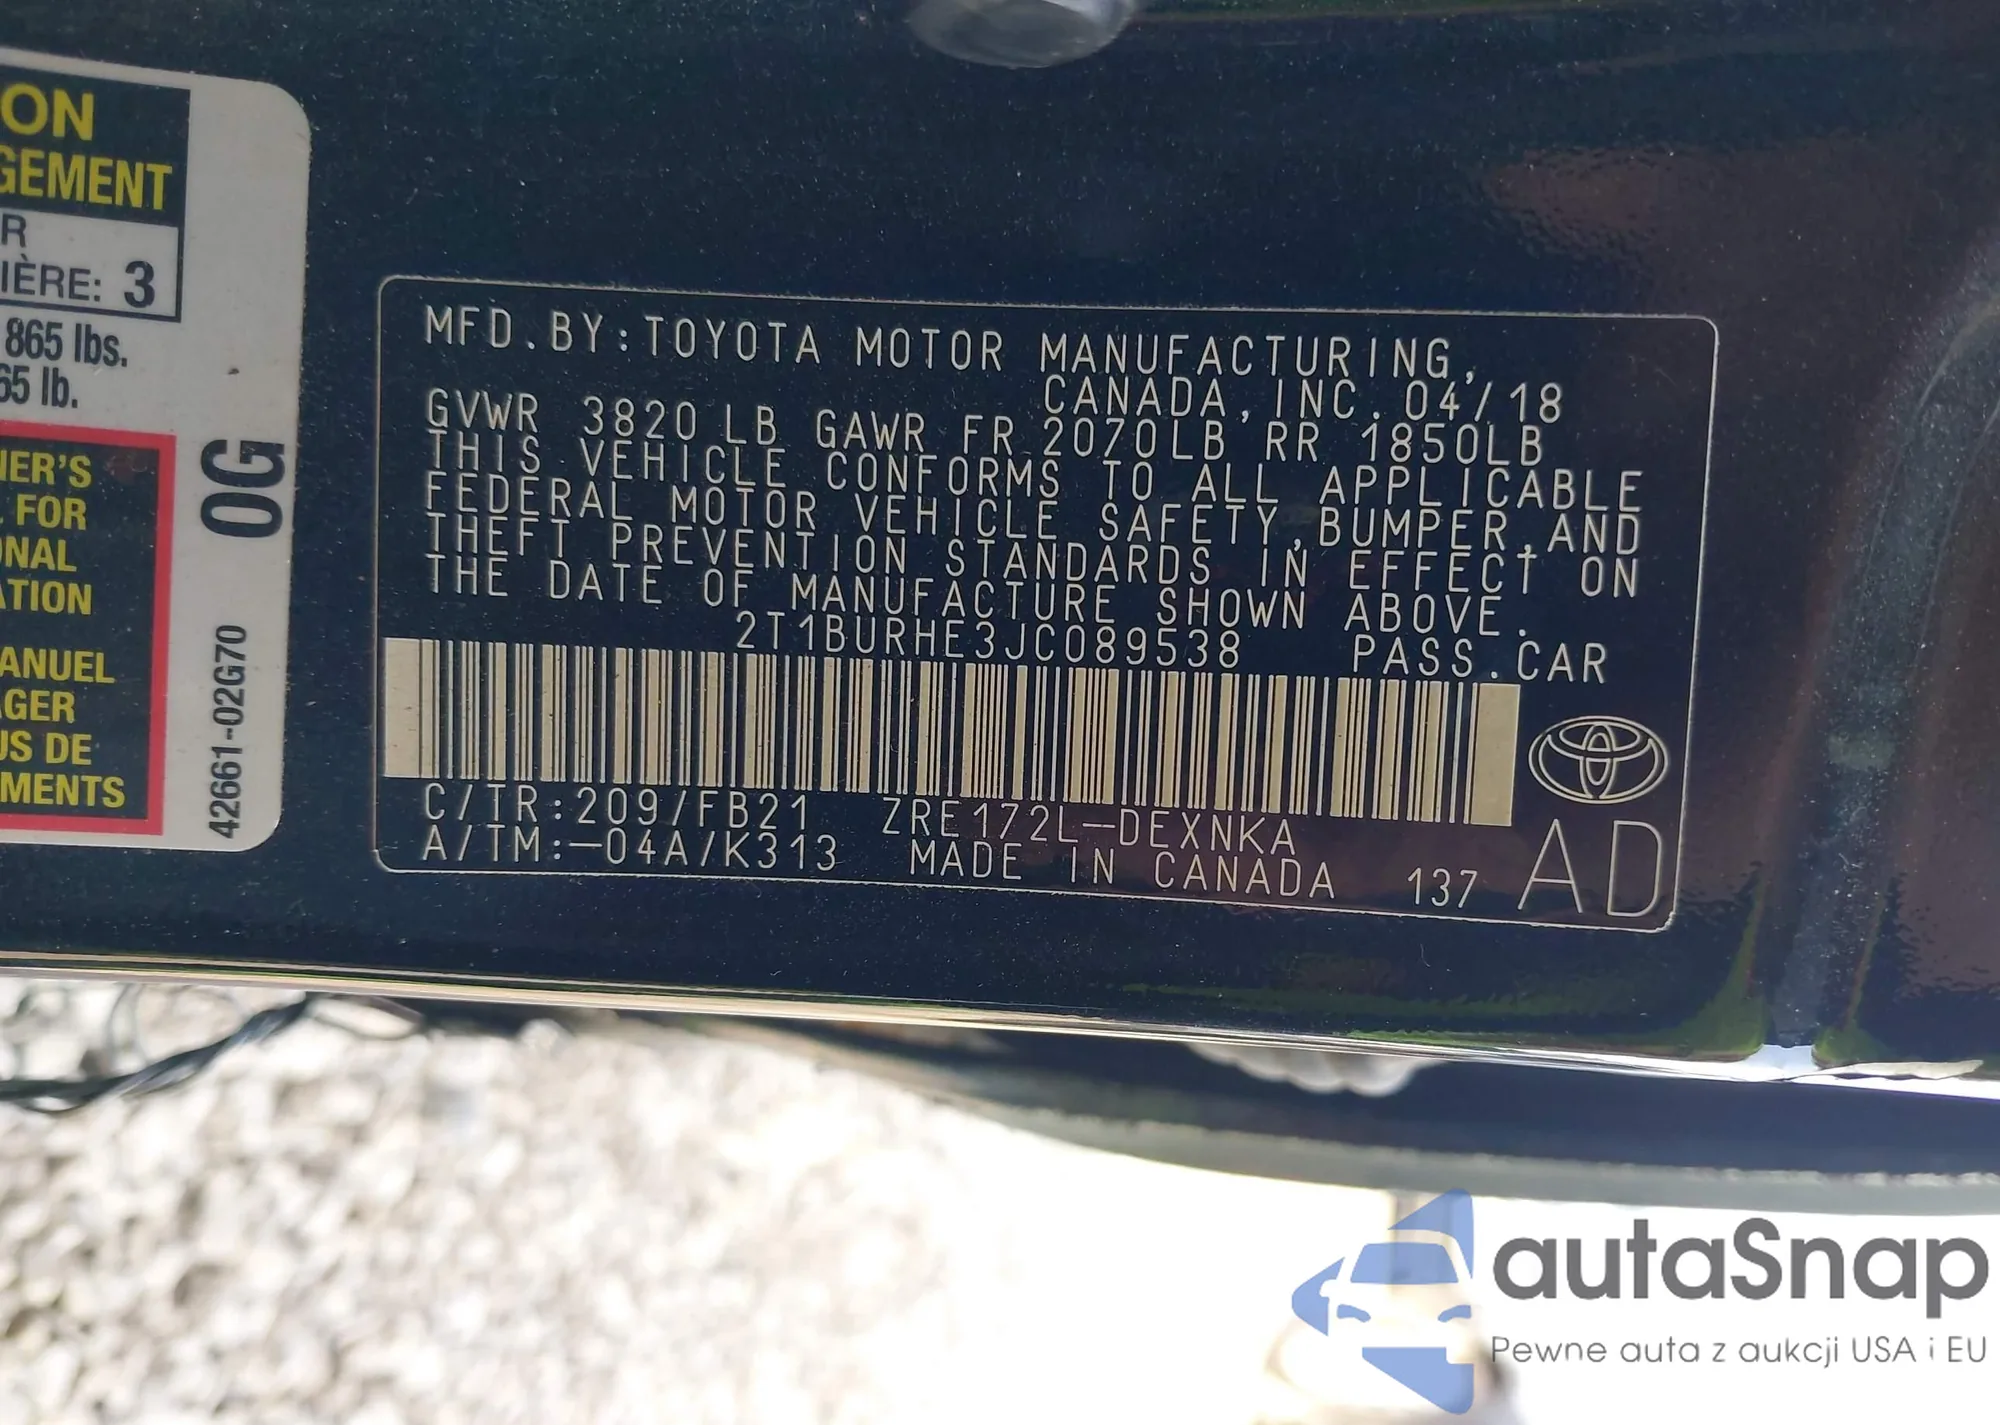 ON
GEMENT
R
IÈRE: 3
865 lbs.
65 lb.
NER'S
FOR
ONAL
ATION
ANUEL
AGER
US DE
MENTS
42661-02G70
0G
MFD.BY:TOYOTA MOTOR MANUFACTURING,
CANADA,INC. 04/18
GVWR 3820 LB GAWR FR 2070LB RR 1850LB
THIS VEHICLE CONFORMS TO ALL APPLICABLE
FEDERAL MOTOR VEHICLE SAFETY,BUMPER,AND
THEFT PREVENTION STANDARDS IN EFFECT ON
THE DATE OF MANUFACTURE SHOWN ABOVE.
2T1BURHE3JC089538 PASS.CAR
C/TR:209/FB21 ZRE172L-DEXNKA
A/TM:-04A/K313 MADE IN CANADA 137 AD
autaSnap
Pewne auta z aukcji USA i EU